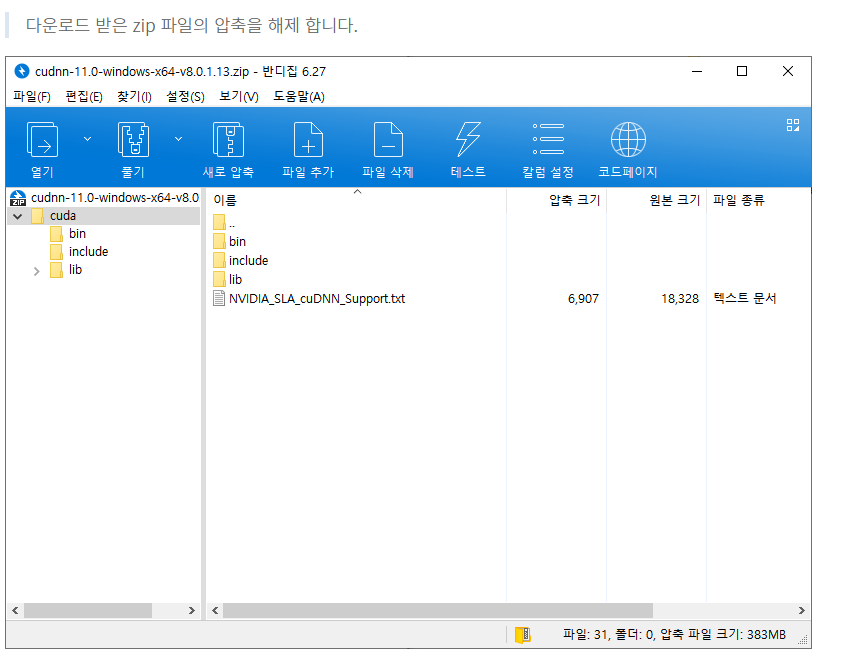 다운로드 받은 zip 파일의 압축을 해제 합니다.
cudnn-11.0-windows-x64-v8.0.1.13.zip - 반디집 6.27
파일(F) 편집(E) 찾기(I) 설정(S) 보기(V) 도움말(A)
열기 풀기 새로 압축 파일 추가 파일 삭제 테스트 칼럼 설정 코드페이지
cudnn-11.0-windows-x64-v8.0
cuda
bin
include
lib
이름 압축 크기 원본 크기 파일 종류
..
bin
include
lib
NVIDIA_SLA_cuDNN_Support.txt 6,907 18,328 텍스트 문서
파일: 31, 폴더: 0, 압축 파일 크기: 383MB